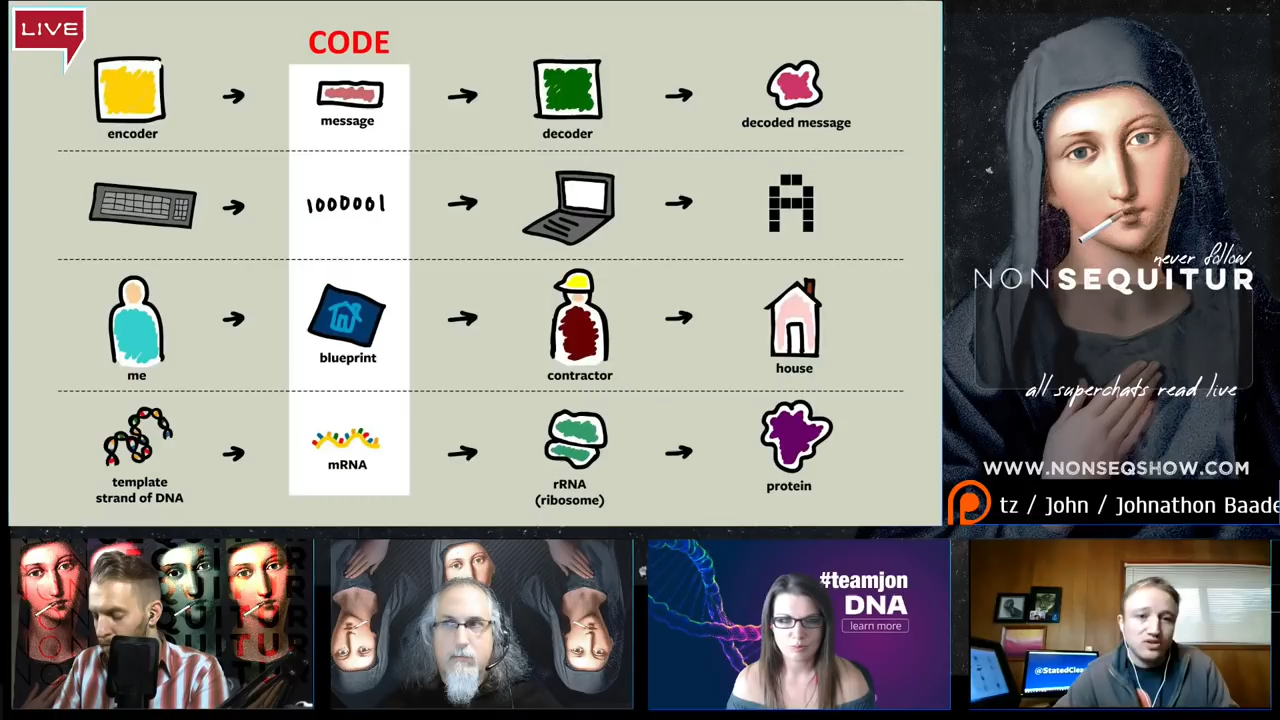 LIVE
CODE
encoder
message
decoder
decoded message
1000001
A
me
blueprint
contractor
house
template
strand of DNA
mRNA
rRNA
(ribosome)
protein
never follow
NONSEQUITUR
all superchats read live
WWW.NONSEQSHOW.COM
tz / John / Johnathon Baade
#teamjon
DNA
learn more
@StatedClea